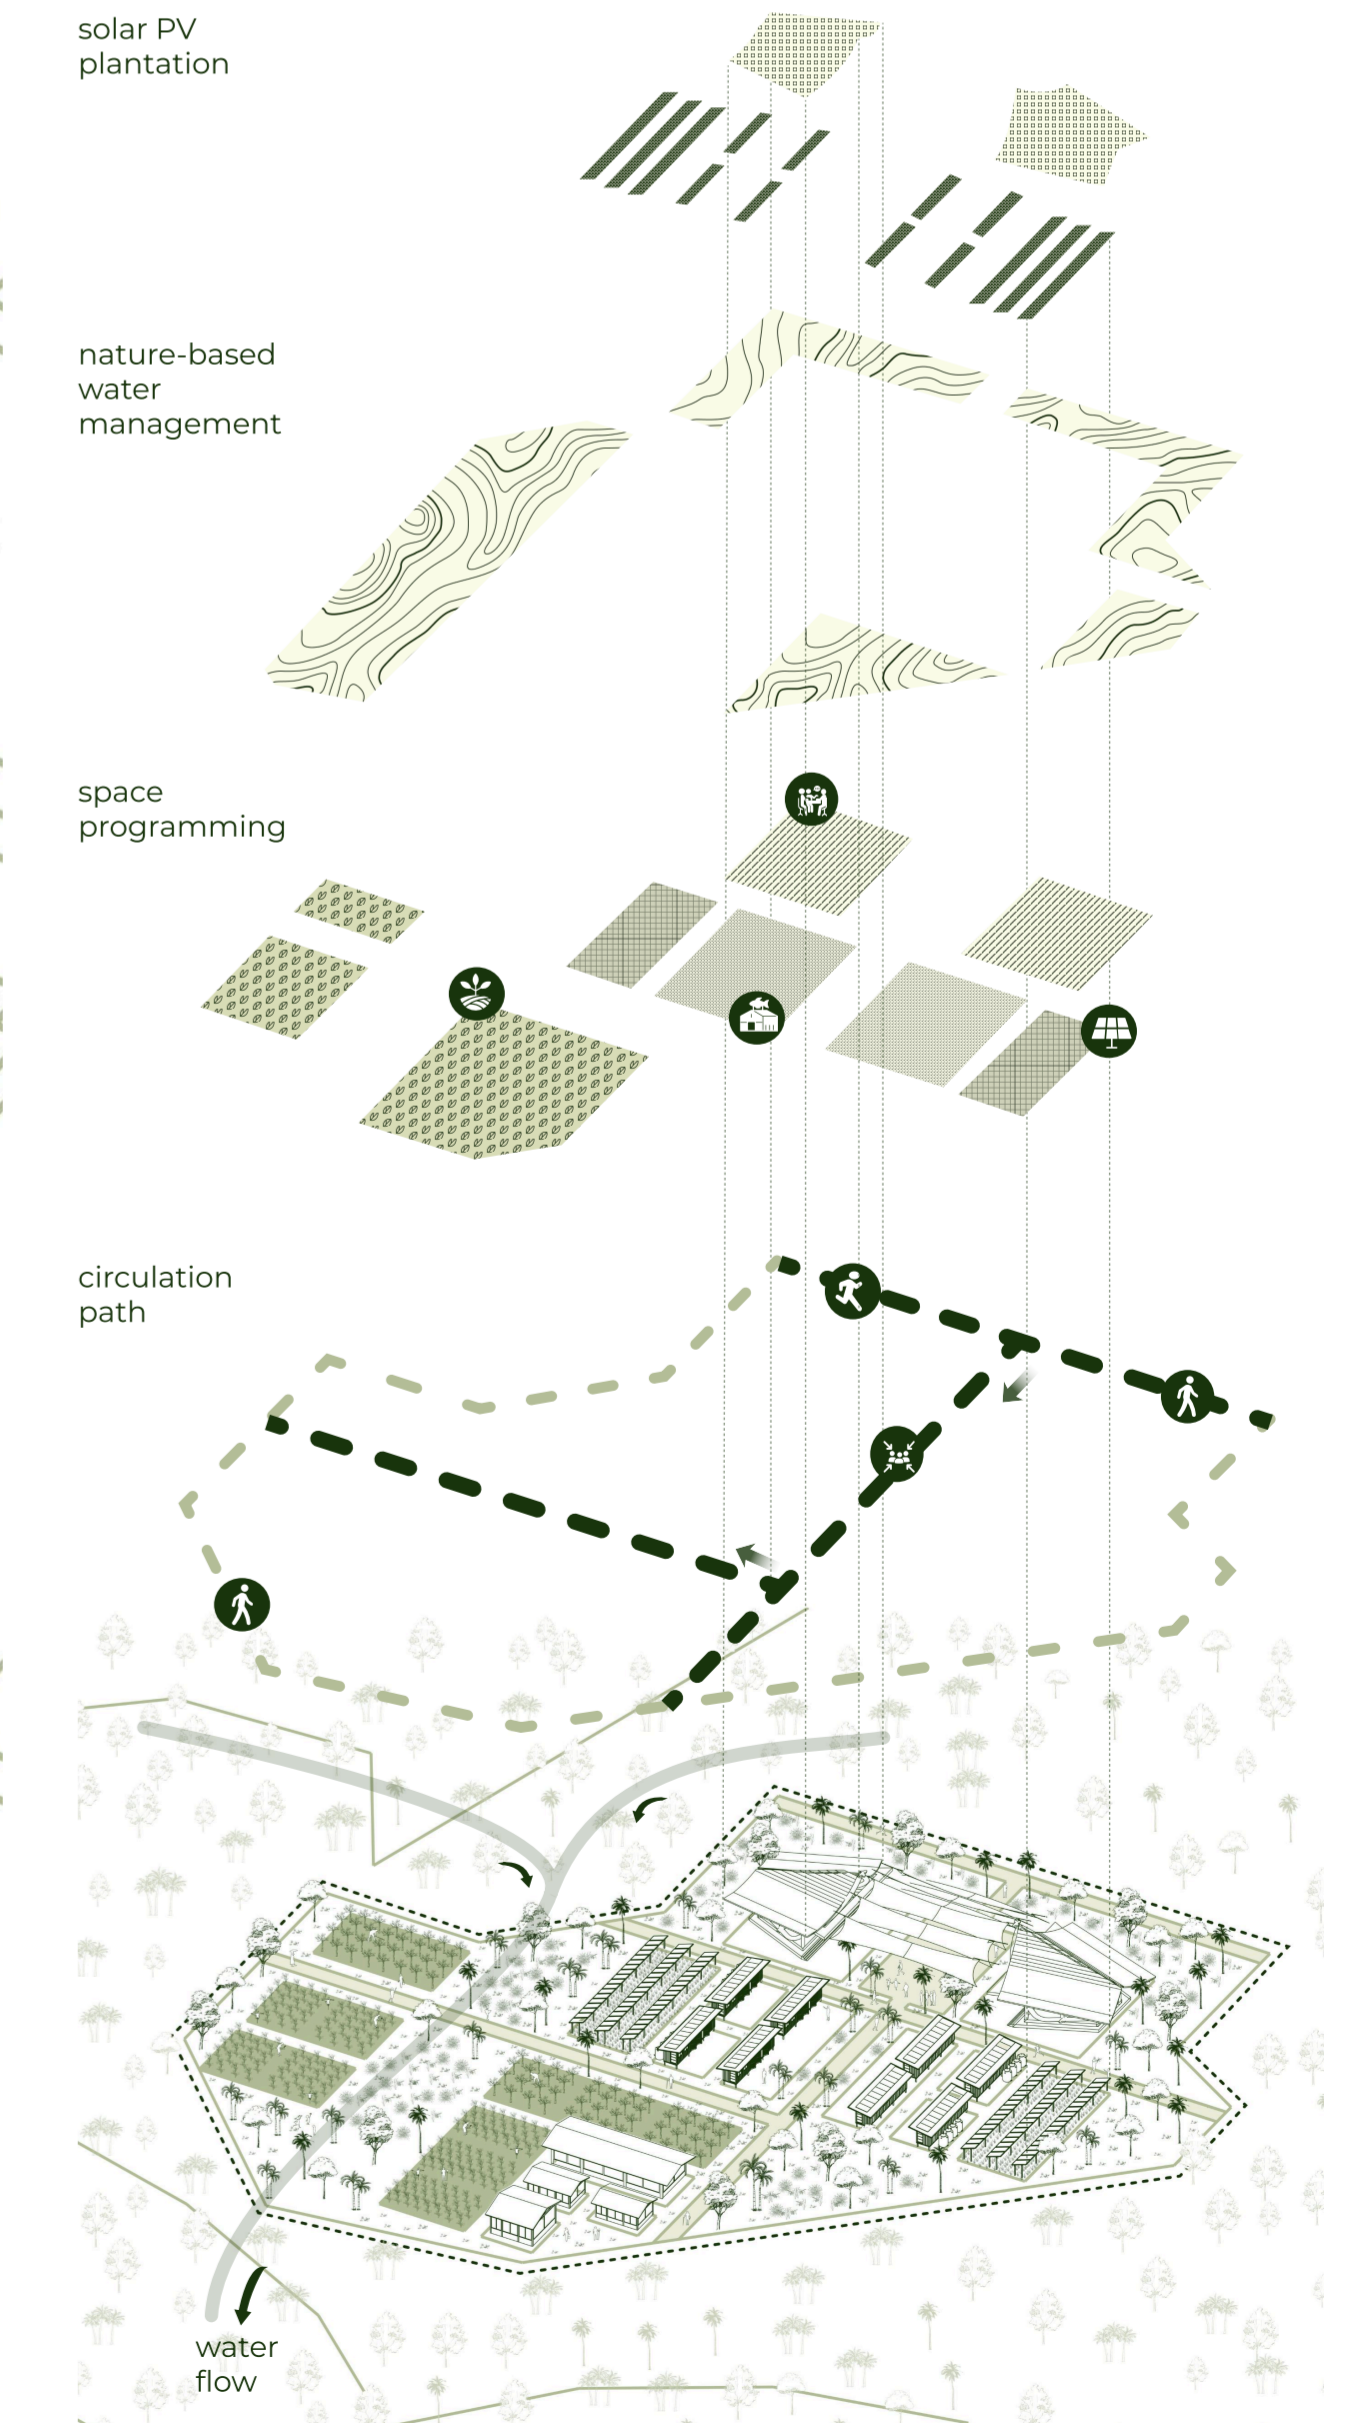 solar PV
plantation
nature-based
water
management
space
programming
circulation
path
water
flow